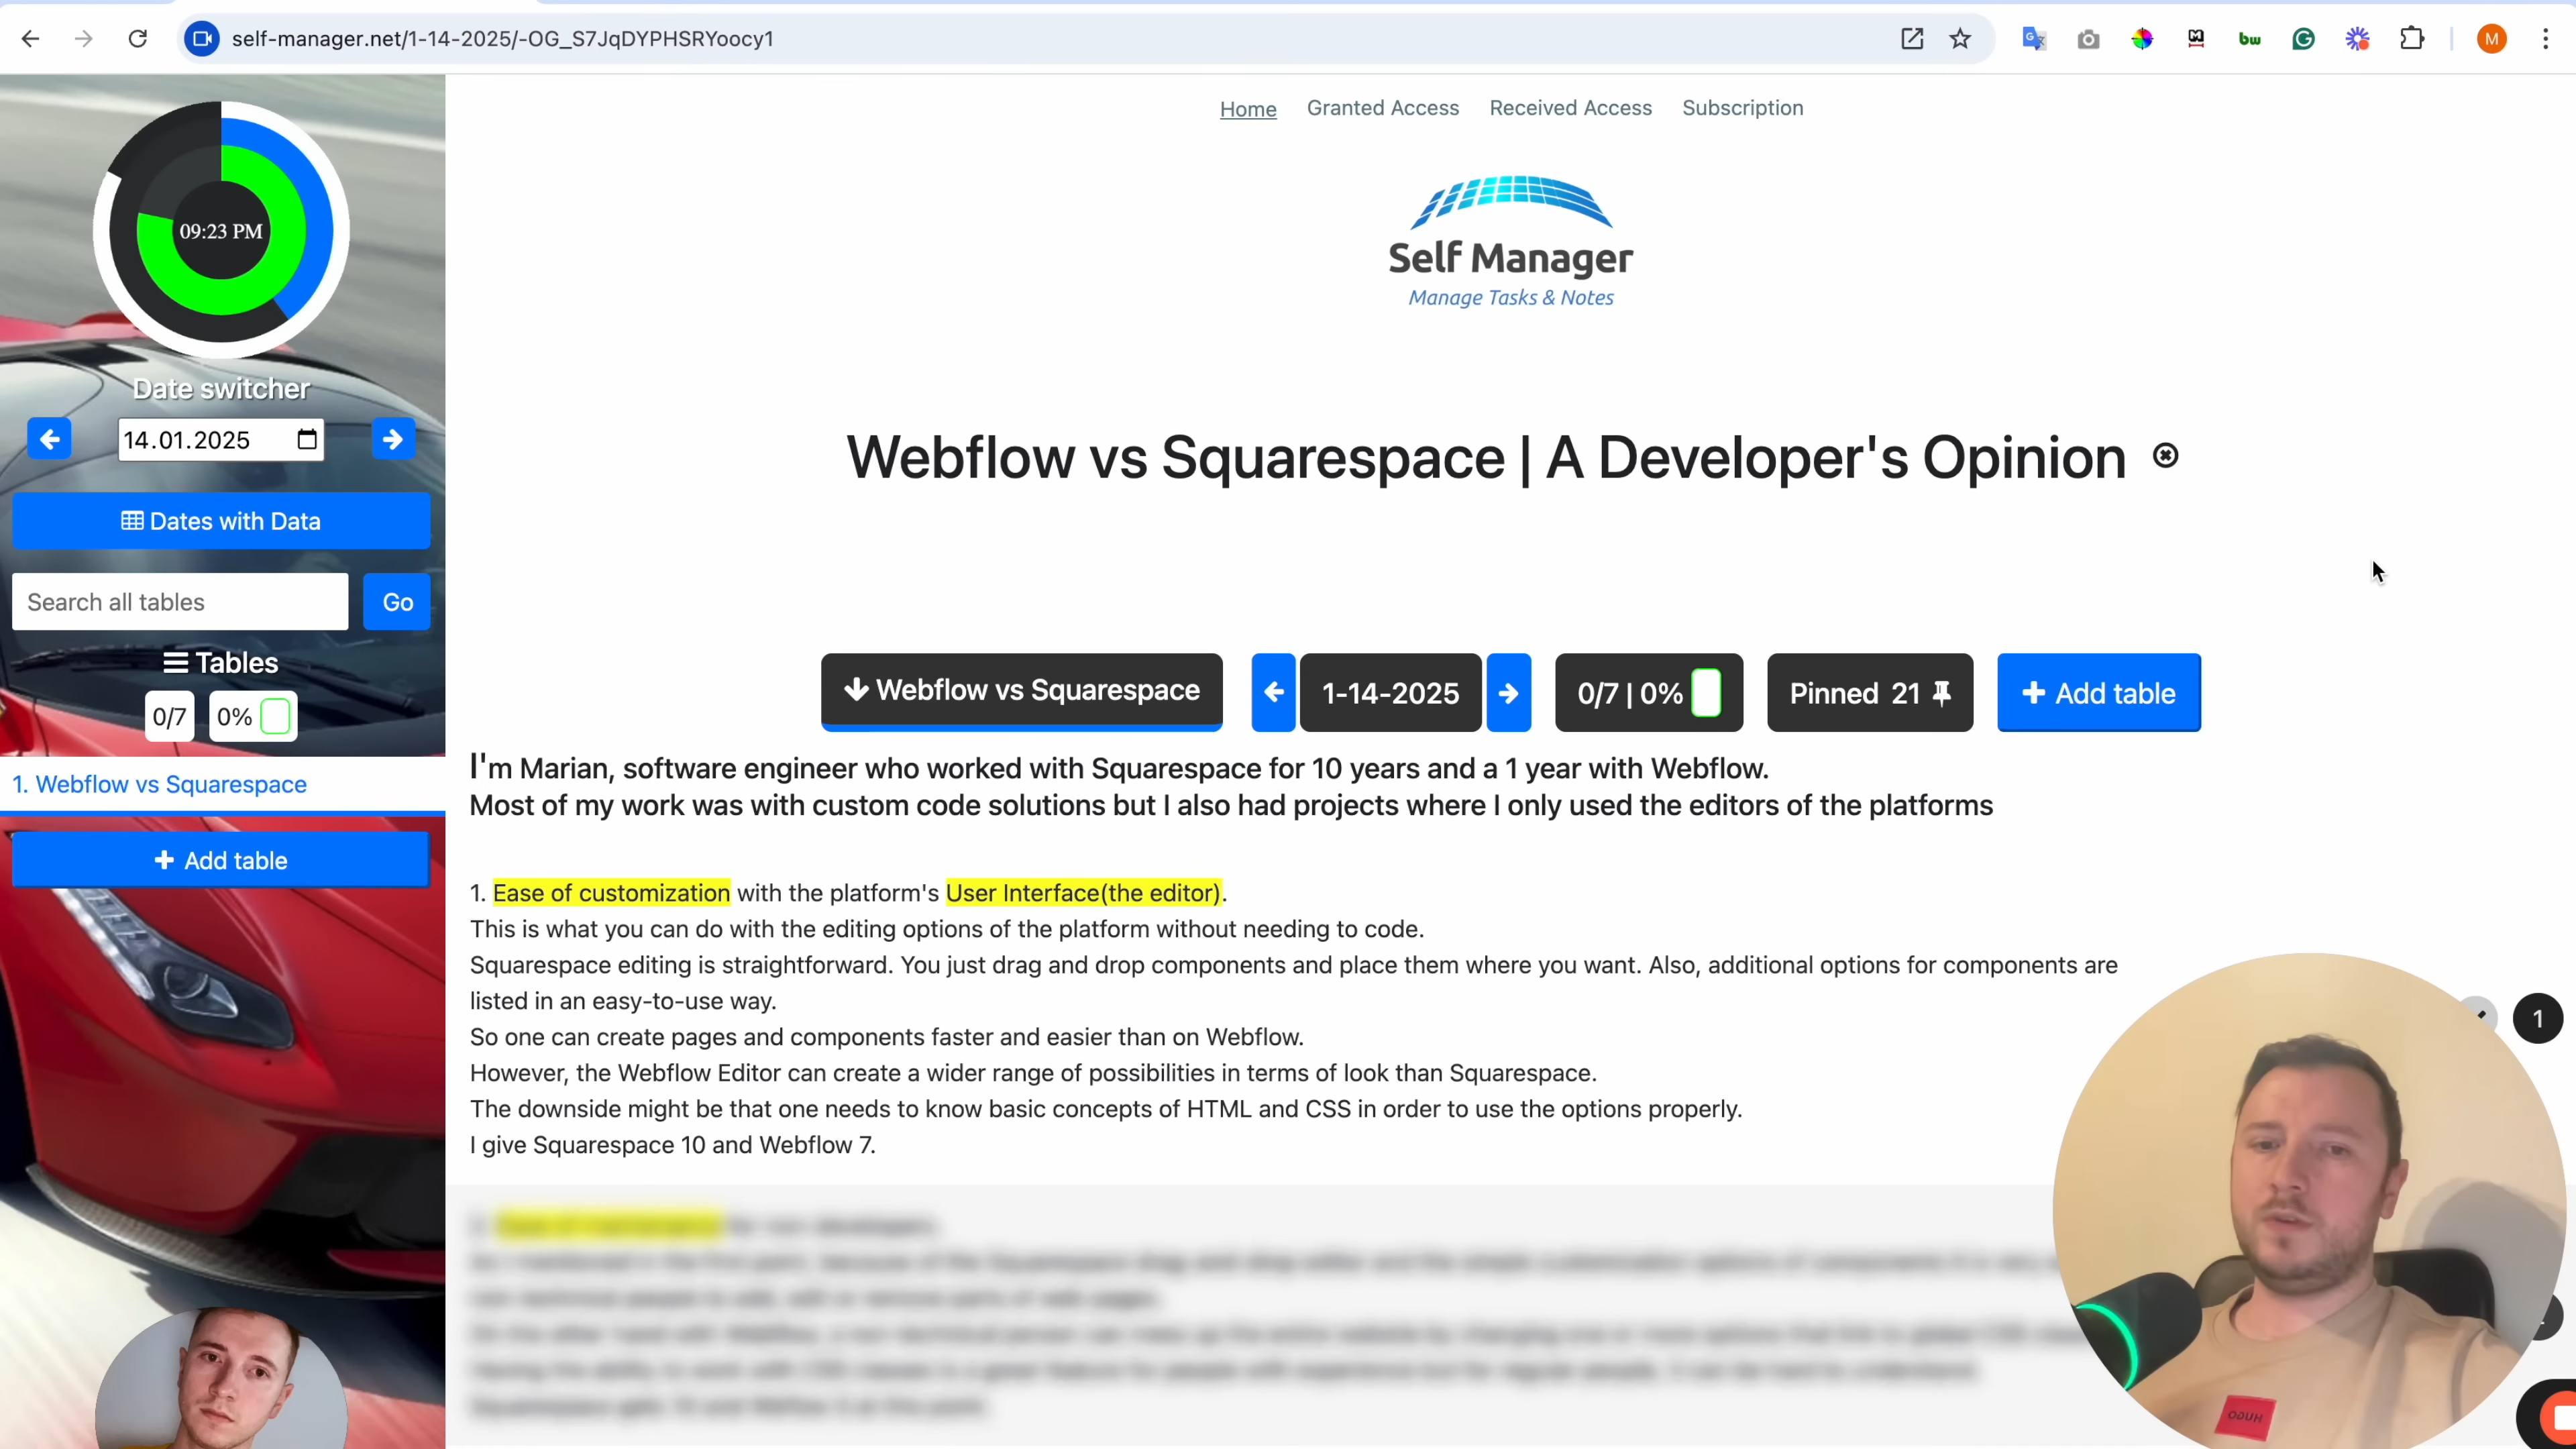 self-manager.net/1-14-2025/-OG_S7JqDYPHSRYoocy1
M
bw
Home Granted Access Received Access Subscription
Self Manager
Manage Tasks & Notes
09:23 PM
Date switcher
14.01.2025
Dates with Data
Search all tables Go
Tables
0/7 0%
1. Webflow vs Squarespace
+ Add table
Webflow vs Squarespace | A Developer's Opinion
Webflow vs Squarespace 1-14-2025 0/7 | 0% Pinned 21 + Add table
I'm Marian, software engineer who worked with Squarespace for 10 years and a 1 year with Webflow.
Most of my work was with custom code solutions but I also had projects where I only used the editors of the platforms
1. Ease of customization with the platform's User Interface(the editor).
This is what you can do with the editing options of the platform without needing to code.
Squarespace editing is straightforward. You just drag and drop components and place them where you want. Also, additional options for components are
listed in an easy-to-use way.
So one can create pages and components faster and easier than on Webflow.
However, the Webflow Editor can create a wider range of possibilities in terms of look than Squarespace.
The downside might be that one needs to know basic concepts of HTML and CSS in order to use the options properly.
I give Squarespace 10 and Webflow 7.
1
HUGO